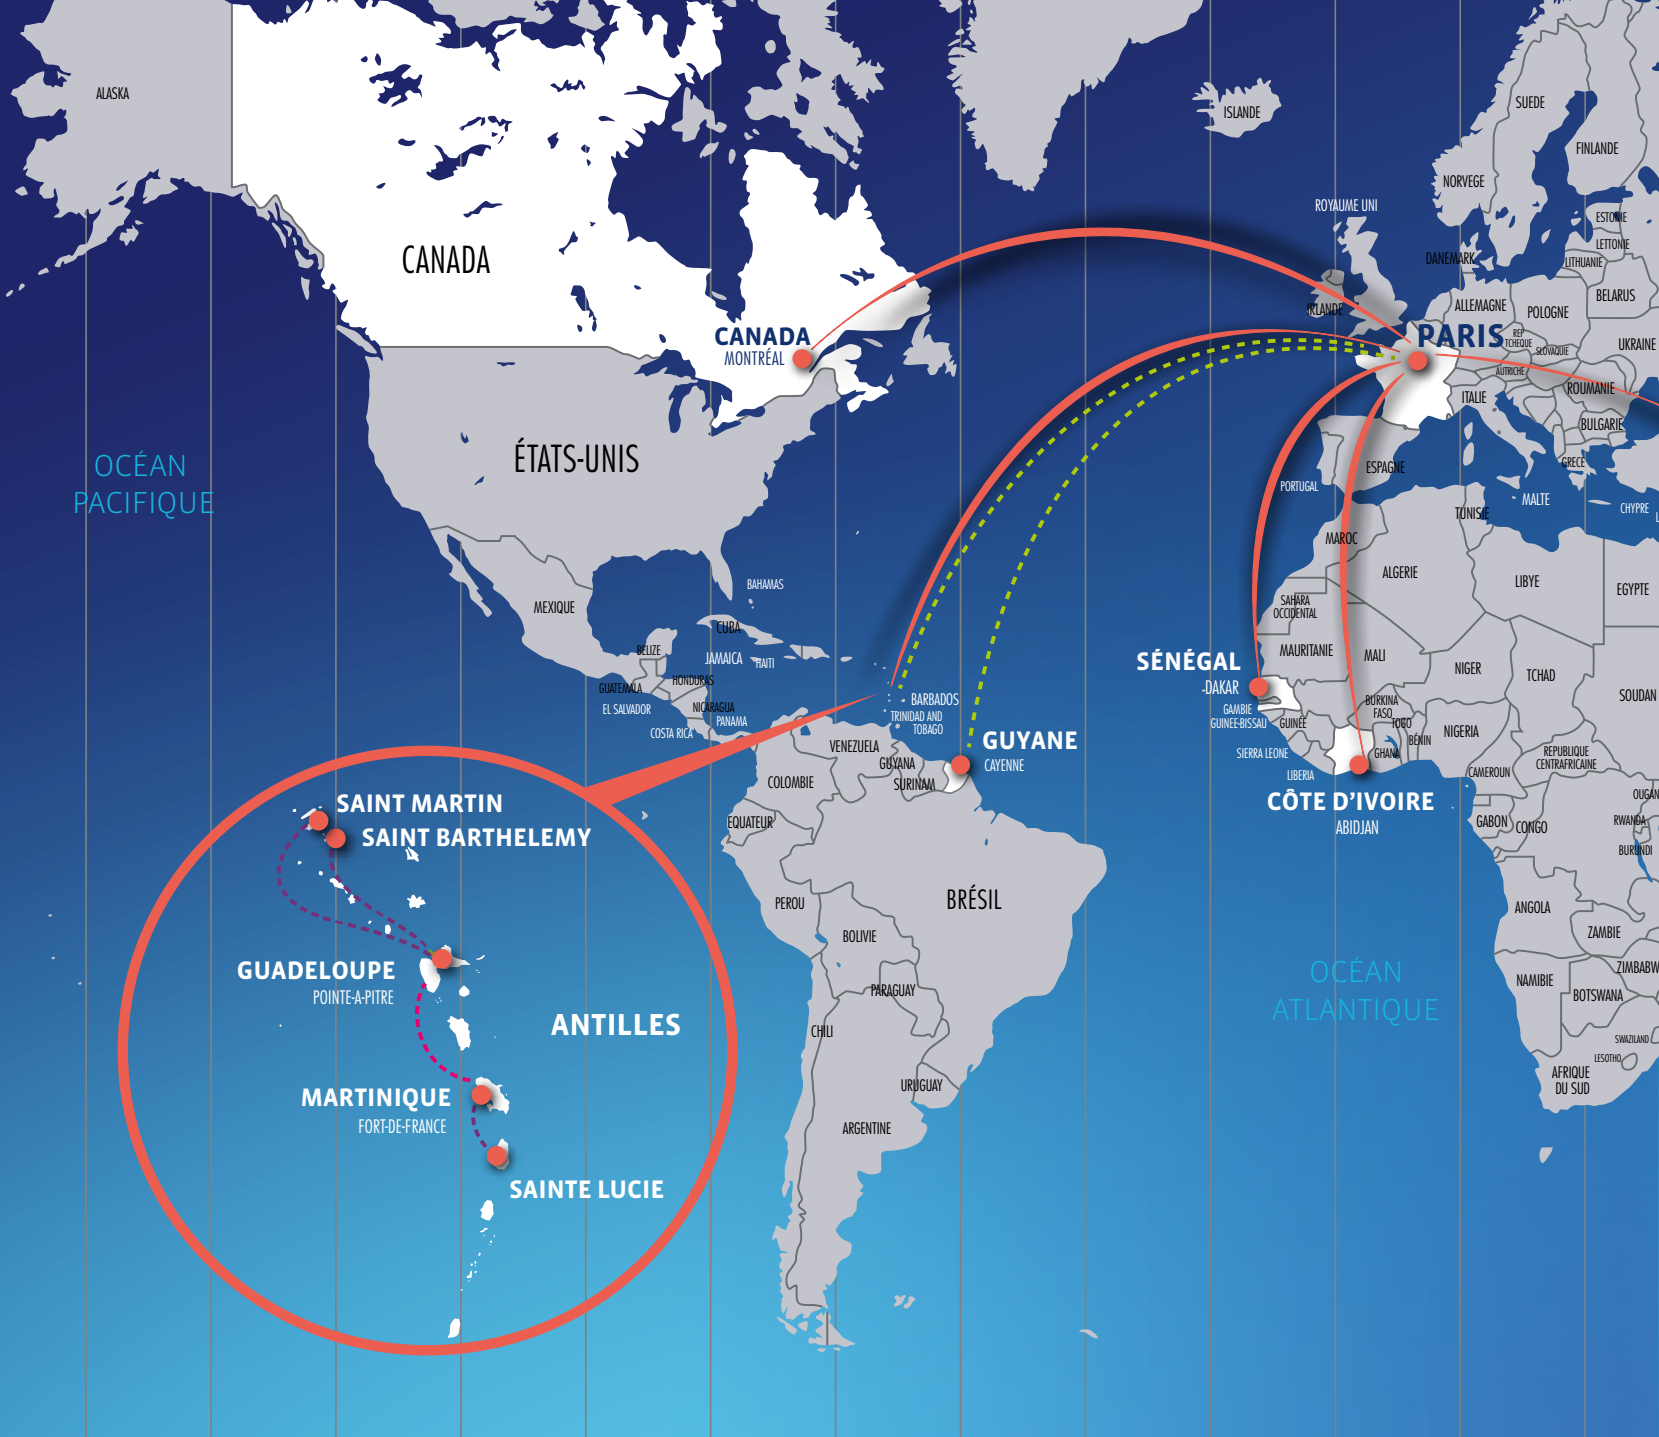 ALASKA
ISLANDE
SUEDE
FINLANDE
NORVEGE
ROYAUME UNI
ESTONIE
LETTONIE
LITHUANIE
DANEMARK
BELARUS
ALLEMAGNE
POLOGNE
IRLANDE
CANADA
CANADA
MONTRÉAL
PARIS
REP
TCHEQUE
SLOVAQUIE
UKRAINE
AUTRICHE
ROUMANIE
ITALIE
BULGARIE
GRECE
ÉTATS-UNIS
OCÉAN
PACIFIQUE
ESPAGNE
PORTUGAL
MALTE
CHYPRE
L
TUNISIE
MAROC
ALGERIE
LIBYE
EGYPTE
SAHARA
OCCIDENTAL
MEXIQUE
BAHAMAS
CUBA
BELIZE
JAMAICA
HAITI
HONDURAS
GUATEMALA
EL SALVADOR
NICARAGUA
PANAMA
COSTA RICA
BARBADOS
TRINIDAD AND
TOBAGO
MAURITANIE
MALI
NIGER
TCHAD
SOUDAN
SÉNÉGAL
DAKAR
GAMBIE
GUINEE-BISSAU
GUINÉE
BURKINA
FASO
TOGO
BÉNIN
NIGERIA
GHANA
SIERRA LEONE
LIBERIA
CÔTE D'IVOIRE
ABIDJAN
REPUBLIQUE
CENTRAFRICAINE
CAMEROUN
OUGAN
GABON
CONGO
RWANDA
BURUNDI
GUYANE
CAYENNE
VENEZUELA
GUYANA
SURINAM
COLOMBIE
EQUATEUR
PEROU
BRÉSIL
BOLIVIE
PARAGUAY
CHILI
URUGUAY
ARGENTINE
ANGOLA
ZAMBIE
ZIMBABW
NAMIBIE
BOTSWANA
SWAZILAND
LESOTHO
AFRIQUE
DU SUD
OCÉAN
ATLANTIQUE
SAINT MARTIN
SAINT BARTHELEMY
GUADELOUPE
POINTE-A-PITRE
ANTILLES
MARTINIQUE
FORT-DE-FRANCE
SAINTE LUCIE